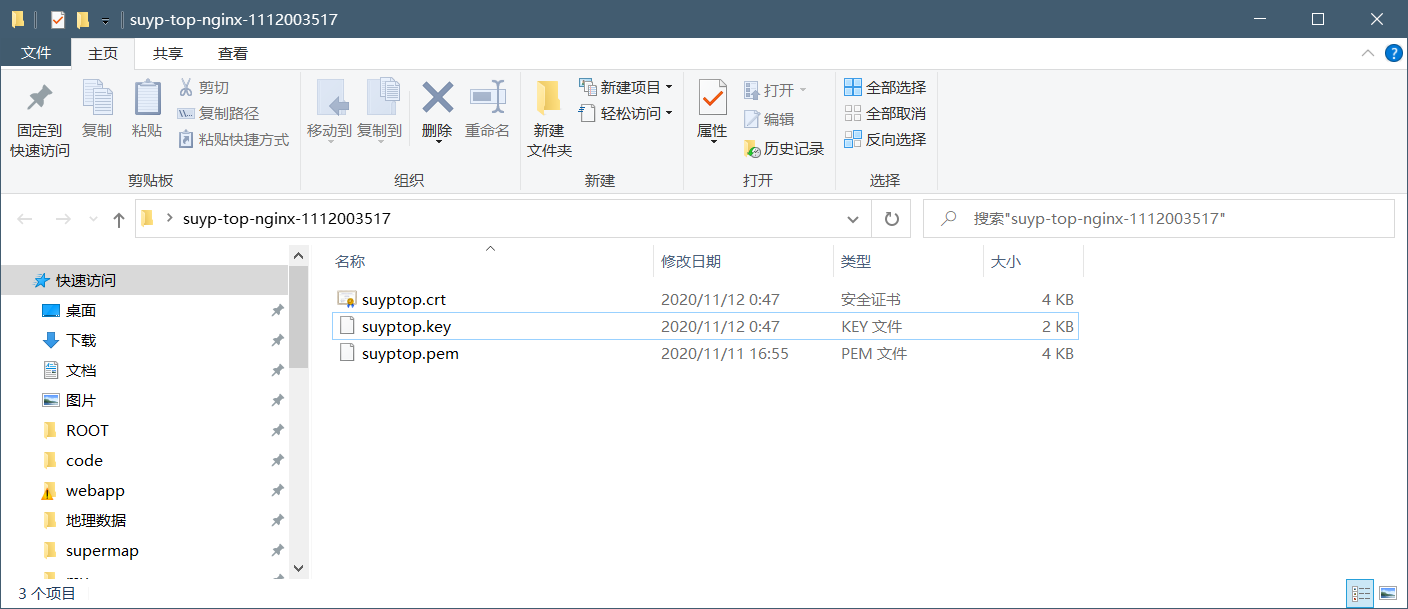 suyp-top-nginx-1112003517
文件 主页 共享 查看
固定到
快速访问
复制
粘贴
剪切
复制路径
粘贴快捷方式
剪贴板
移动到
复制到
删除
重命名
组织
新建
文件夹
新建项目
轻松访问
新建
属性
打开
编辑
历史记录
打开
全部选择
全部取消
反向选择
选择
suyp-top-nginx-1112003517
搜索"suyp-top-nginx-1112003517"
快速访问
桌面
下载
文档
图片
ROOT
code
webapp
地理数据
supermap
名称 修改日期 类型 大小
suyptop.crt 2020/11/12 0:47 安全证书 4 KB
suyptop.key 2020/11/12 0:47 KEY 文件 2 KB
suyptop.pem 2020/11/11 16:55 PEM 文件 4 KB
3 个项目